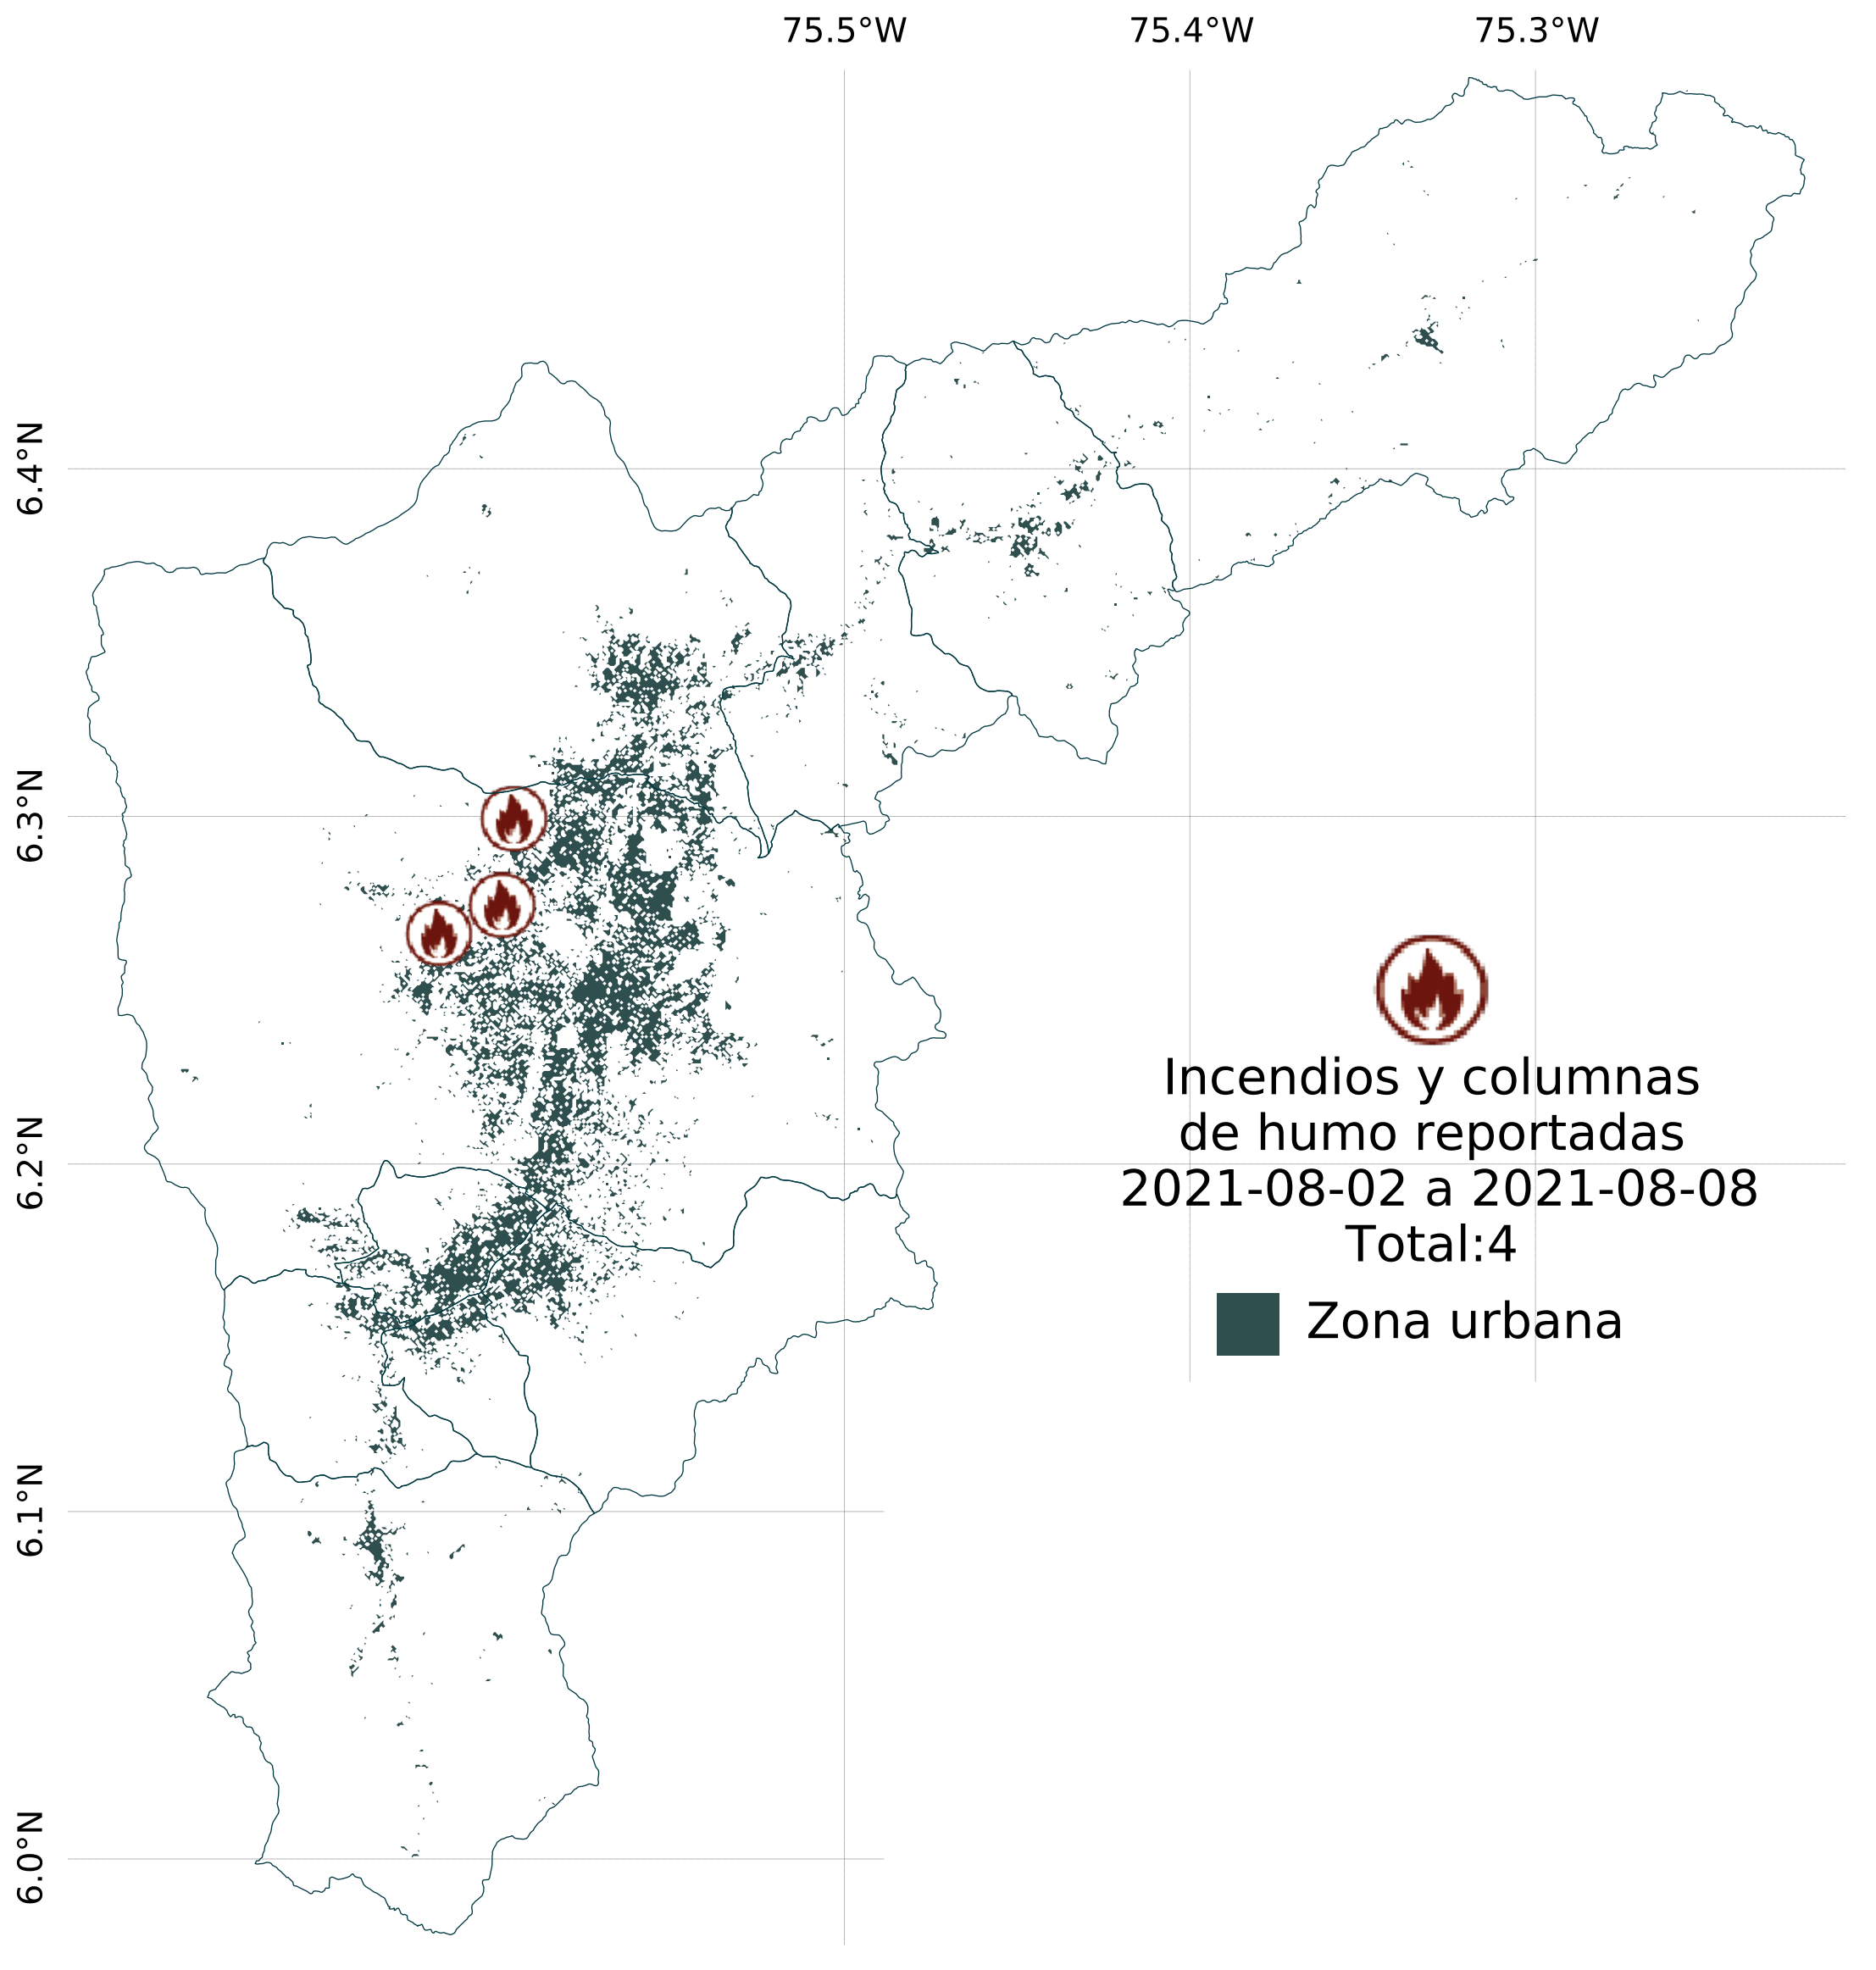 75.5°W 75.4°W 75.3°W
6.4°N
6.3°N
6.2°N
6.1°N
6.0°N
Incendios y columnas
de humo reportadas
2021-08-02 a 2021-08-08
Total:4
Zona urbana